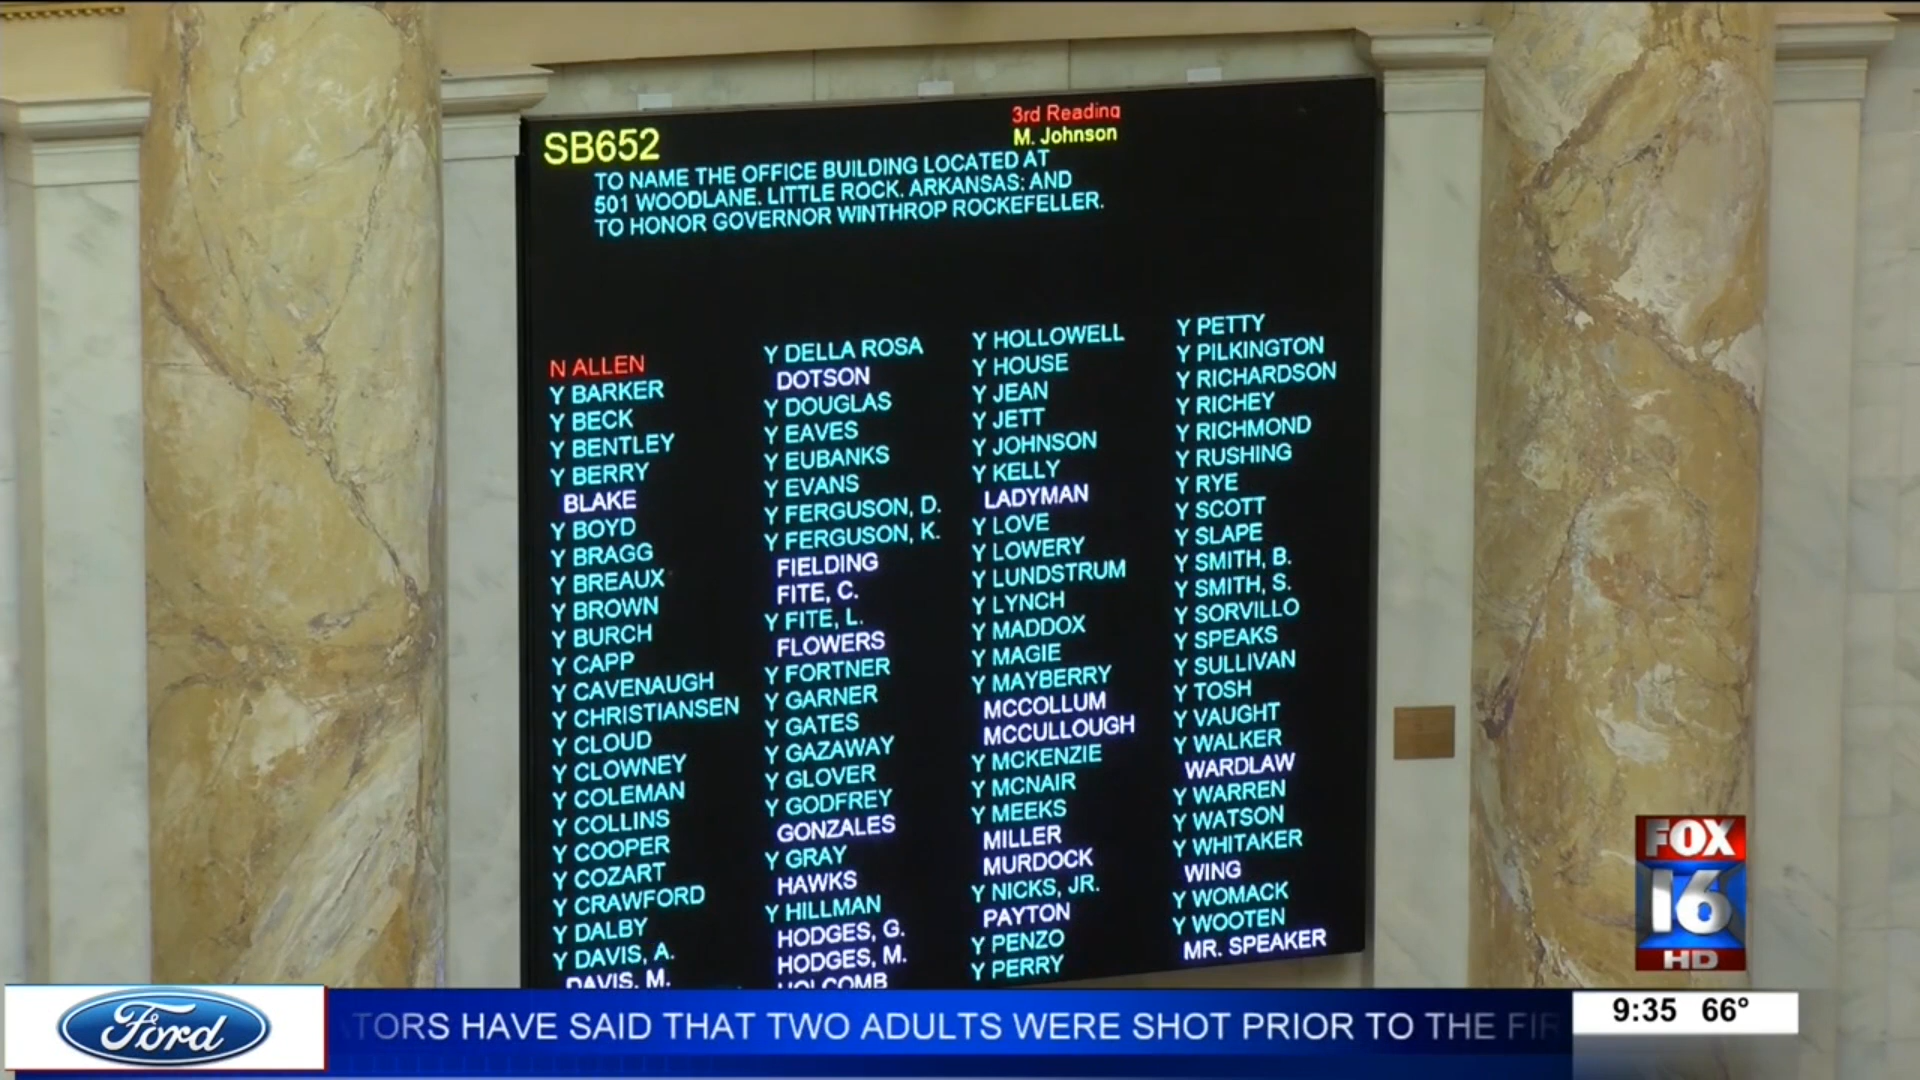 3rd Reading
SB652
M. Johnson
TO NAME THE OFFICE BUILDING LOCATED AT
501 WOODLANE, LITTLE ROCK, ARKANSAS; AND
TO HONOR GOVERNOR WINTHROP ROCKEFELLER.
N ALLEN
Y BARKER
Y BECK
Y BENTLEY
Y BERRY
BLAKE
Y BOYD
Y BRAGG
Y BREAUX
Y BROWN
Y BURCH
Y CAPP
Y CAVENAUGH
Y CHRISTIANSEN
Y CLOUD
Y CLOWNEY
Y COLEMAN
Y COLLINS
Y COOPER
Y COZART
Y CRAWFORD
Y DALBY
Y DAVIS, A.
DAVIS, M.
Y DELLA ROSA
DOTSON
Y DOUGLAS
Y EAVES
Y EUBANKS
Y EVANS
Y FERGUSON, D.
Y FERGUSON, K.
FIELDING
FITE, C.
Y FITE, L.
FLOWERS
Y FORTNER
Y GARNER
Y GATES
Y GAZAWAY
Y GLOVER
Y GODFREY
GONZALES
Y GRAY
HAWKS
Y HILLMAN
HODGES, G.
HODGES, M.
HOLCOMB
Y HOLLOWELL
Y HOUSE
Y JEAN
Y JETT
Y JOHNSON
Y KELLY
LADYMAN
Y LOVE
Y LOWERY
Y LUNDSTRUM
Y LYNCH
Y MADDOX
Y MAGIE
Y MAYBERRY
MCCOLLUM
MCCULLOUGH
Y MCKENZIE
Y MCNAIR
Y MEEKS
MILLER
MURDOCK
Y NICKS, JR.
PAYTON
Y PENZO
Y PERRY
Y PETTY
Y PILKINGTON
Y RICHARDSON
Y RICHEY
Y RICHMOND
Y RUSHING
Y RYE
Y SCOTT
Y SLAPE
Y SMITH, B.
Y SMITH, S.
Y SORVILLO
Y SPEAKS
Y SULLIVAN
Y TOSH
Y VAUGHT
Y WALKER
WARDLAW
Y WARREN
Y WATSON
Y WHITAKER
WING
Y WOMACK
Y WOOTEN
MR. SPEAKER
FOX
16
HD
Ford
ATORS HAVE SAID THAT TWO ADULTS WERE SHOT PRIOR TO THE FIR
9:35 66°